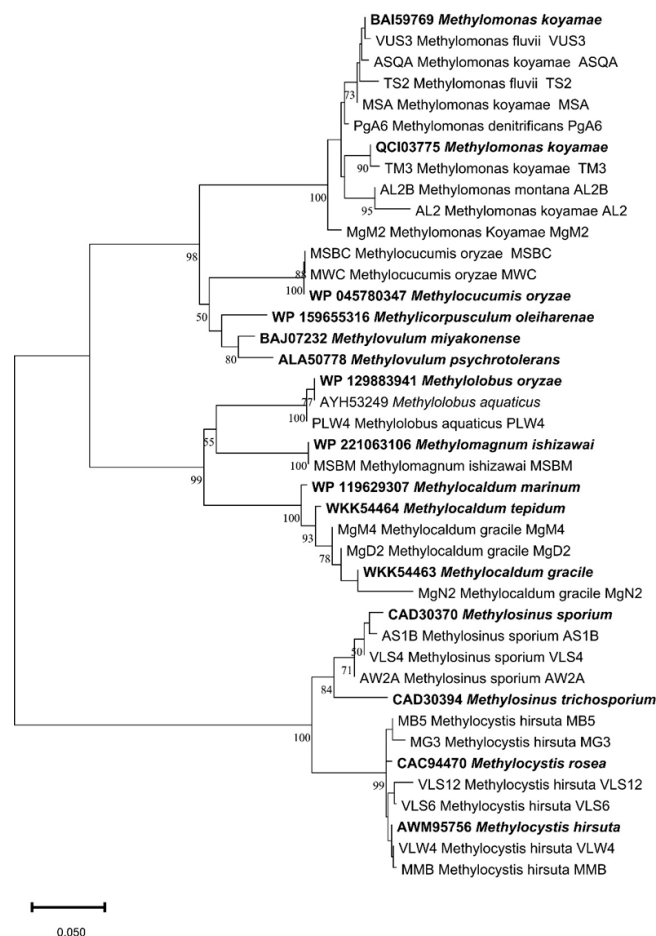 BAI59769 Methylomonas koyamae
VUS3 Methylomonas fluvii VUS3
ASQA Methylomonas koyamae ASQA
TS2 Methylomonas fluvii TS2
73
MSA Methylomonas koyamae MSA
PgA6 Methylomonas denitrificans PgA6
QCI03775 Methylomonas koyamae
90
TM3 Methylomonas koyamae TM3
AL2B Methylomonas montana AL2B
100
95
AL2 Methylomonas koyamae AL2
MgM2 Methylomonas Koyamae MgM2
98
MSBC Methylocucumis oryzae MSBC
88
MWC Methylocucumis oryzae MWC
100
WP 045780347 Methylocucumis oryzae
50
WP 159655316 Methylicorpusculum oleiharenae
BAJ07232 Methylovulum miyakonense
80
ALA50778 Methylovulum psychrotolerans
WP 129883941 Methylolobus oryzae
77
AYH53249 Methylolobus aquaticus
100
PLW4 Methylolobus aquaticus PLW4
55
WP 221063106 Methylomagnum ishizawai
100
MSBM Methylomagnum ishizawai MSBM
99
WP 119629307 Methylocaldum marinum
100
WKK54464 Methylocaldum tepidum
93
MgM4 Methylocaldum gracile MgM4
78
MgD2 Methylocaldum gracile MgD2
WKK54463 Methylocaldum gracile
MgN2 Methylocaldum gracile MgN2
CAD30370 Methylosinus sporium
AS1B Methylosinus sporium AS1B
50
VLS4 Methylosinus sporium VLS4
71
AW2A Methylosinus sporium AW2A
84
CAD30394 Methylosinus trichosporium
MB5 Methylocystis hirsuta MB5
100
MG3 Methylocystis hirsuta MG3
CAC94470 Methylocystis rosea
99
VLS12 Methylocystis hirsuta VLS12
VLS6 Methylocystis hirsuta VLS6
AWM95756 Methylocystis hirsuta
VLW4 Methylocystis hirsuta VLW4
MMB Methylocystis hirsuta MMB
0.050